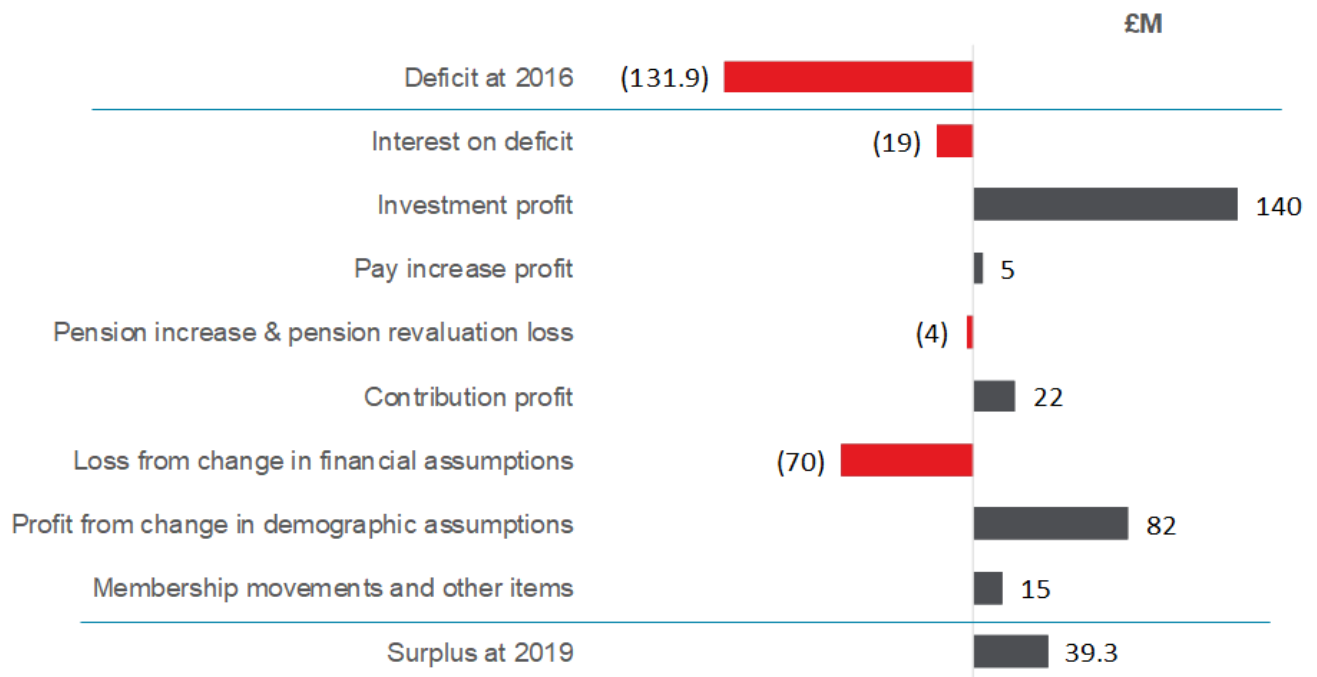 £M
Deficit at 2016 (131.9)
Interest on deficit (19)
Investment profit 140
Pay increase profit 5
Pension increase & pension revaluation loss (4)
Contribution profit 22
Loss from change in financial assumptions (70)
Profit from change in demographic assumptions 82
Membership movements and other items 15
Surplus at 2019 39.3